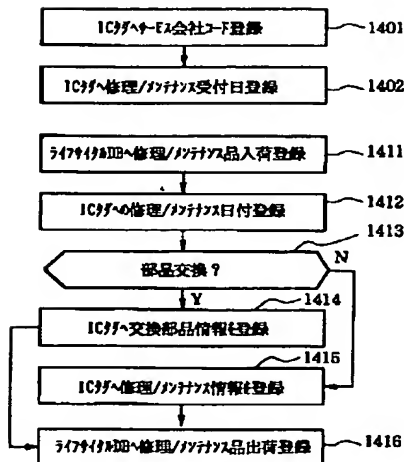 ICタグへサービス会社コード登録
1401
ICタグへ修理/メンテナンス受付日登録
1402
ライフサイクルDBへ修理/メンテナンス品入荷登録
1411
ICタグへの修理/メンテナンス日付登録
1412
部品交換?
1413
N
Y
1414
ICタグへ交換部品情報を登録
1415
ICタグへ修理/メンテナンス情報を登録
ライフサイクルDBへ修理/メンテナンス品出荷登録
1416